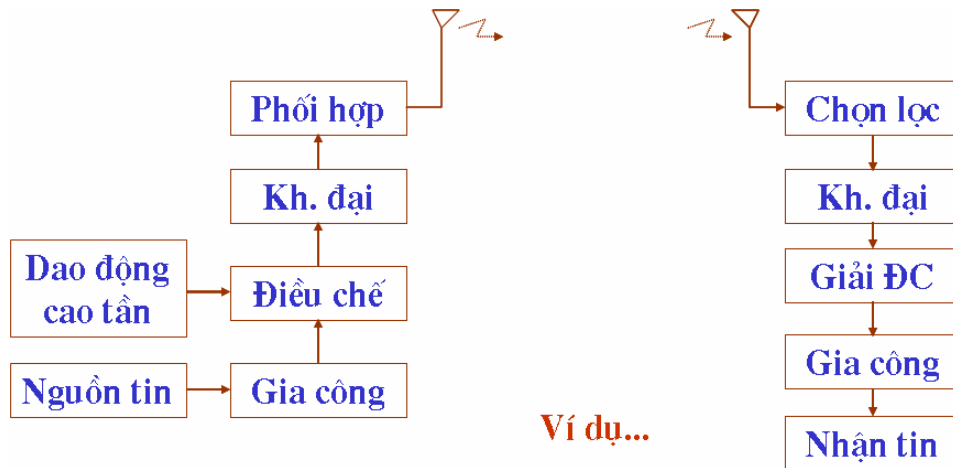 Phối hợp
Kh. đại
Dao động
cao tần
Điều chế
Nguồn tin
Gia công
Chọn lọc
Kh. đại
Giải ĐC
Gia công
Nhận tin
Ví dụ...